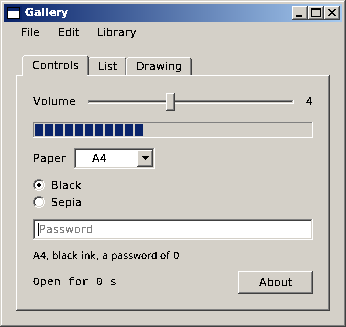 Gallery
File Edit Library
Controls List Drawing
Volume 4
Paper A4
Black
Sepia
Password
A4, black ink, a password of 0
Open for 0 s
About